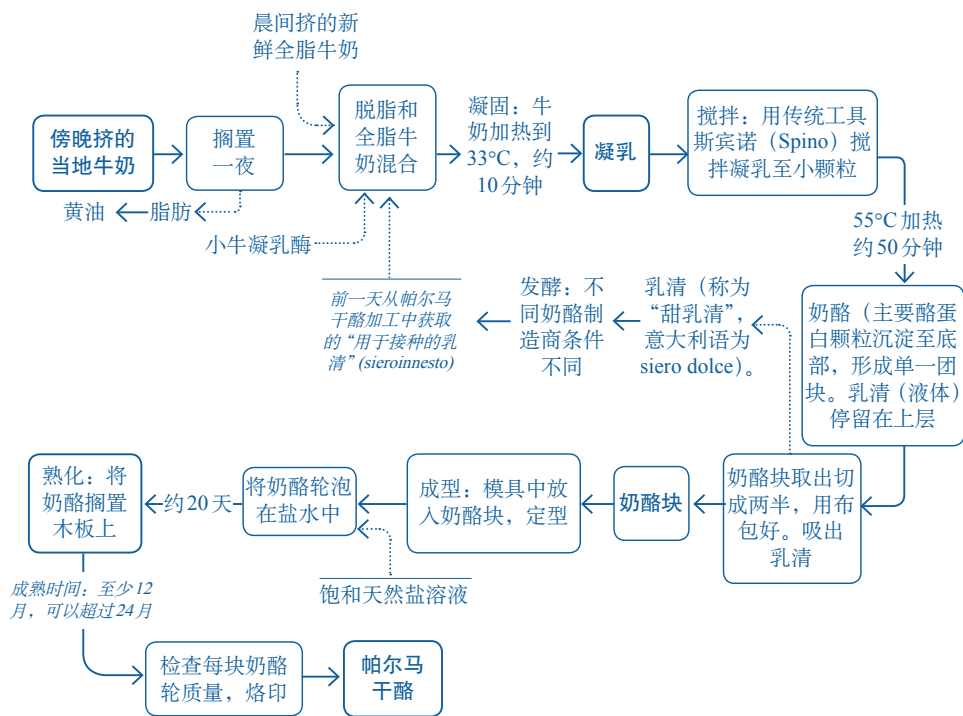 晨间挤的新
鲜全脂牛奶
傍晚挤的
当地牛奶
搁置
一夜
脱脂和
全脂牛
奶混合
凝固：牛
奶加热到
33°C，约
10分钟
凝乳
搅拌：用传统工具
斯宾诺（Spino）搅
拌凝乳至小颗粒
黄油
脂肪
小牛凝乳酶
55°C加热
约50分钟
前一天从帕尔马
干酪加工中获取
的“用于接种的乳
清”(sieroinnesto)
发酵：不
同奶酪制
造商条件
不同
乳清（称为
“甜乳清”，
意大利语为
siero dolce）。
奶酪（主要酪蛋
白颗粒沉淀至底
部，形成单一团
块。乳清（液体）
停留在上层
熟化：将
奶酪搁置
木板上
约20天
将奶酪轮泡
在盐水中
成型：模具中放
入奶酪块，定型
奶酪块
奶酪块取出切
成两半，用布
包好。吸出
乳清
成熟时间：至少12
月，可以超过24月
饱和天然盐溶液
检查每块奶酪
轮质量，烙印
帕尔马
干酪